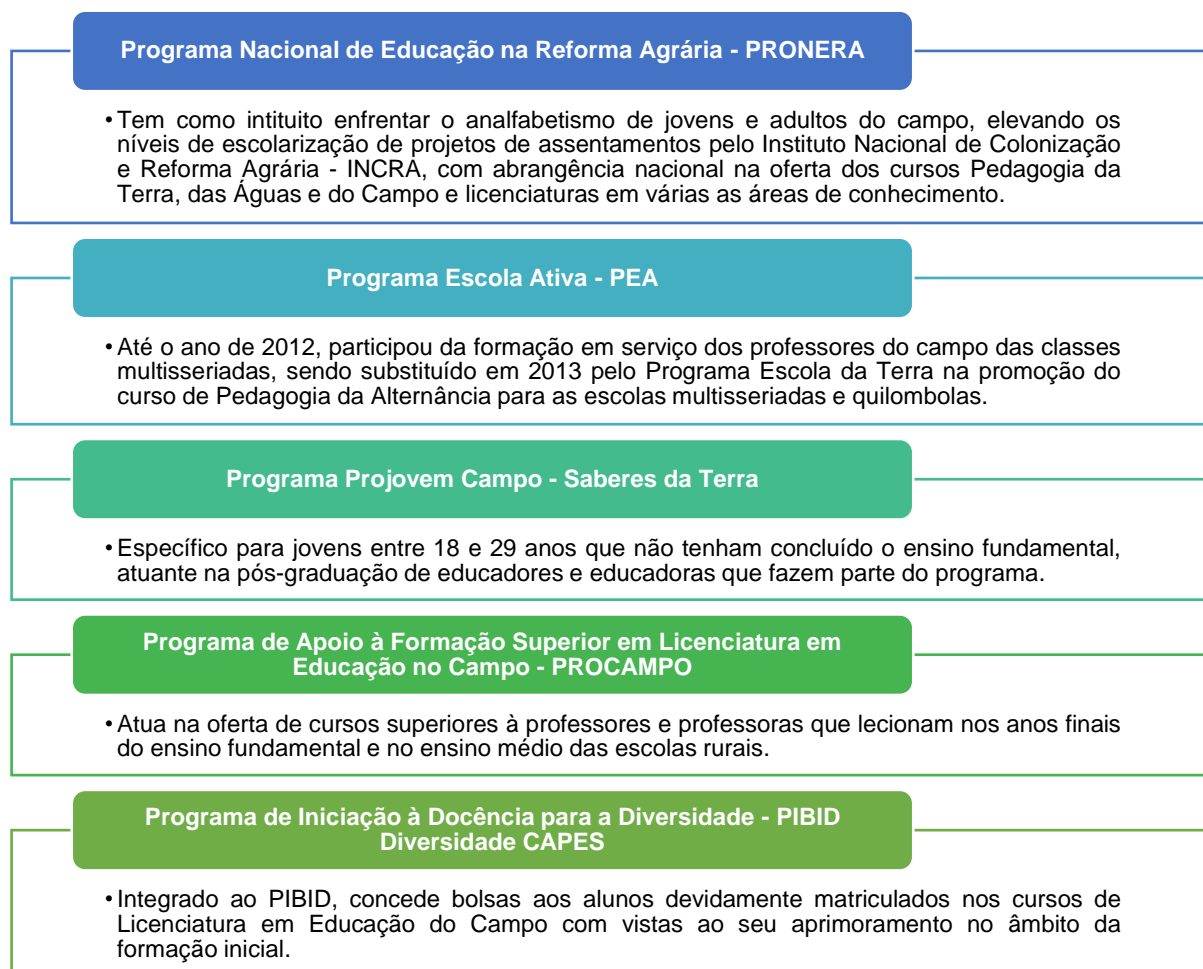 Programa Nacional de Educação na Reforma Agrária - PRONERA
• Tem como intituito enfrentar o analfabetismo de jovens e adultos do campo, elevando os
níveis de escolarização de projetos de assentamentos pelo Instituto Nacional de Colonização
e Reforma Agrária - INCRA, com abrangência nacional na oferta dos cursos Pedagogia da
Terra, das Águas e do Campo e licenciaturas em várias as áreas de conhecimento.
Programa Escola Ativa - PEA
• Até o ano de 2012, participou da formação em serviço dos professores do campo das classes
multisseriadas, sendo substituído em 2013 pelo Programa Escola da Terra na promoção do
curso de Pedagogia da Alternância para as escolas multisseriadas e quilombolas.
Programa Projovem Campo - Saberes da Terra
• Específico para jovens entre 18 e 29 anos que não tenham concluído o ensino fundamental,
atuante na pós-graduação de educadores e educadoras que fazem parte do programa.
Programa de Apoio à Formação Superior em Licenciatura em
Educação no Campo - PROCAMPO
• Atua na oferta de cursos superiores à professores e professoras que lecionam nos anos finais
do ensino fundamental e no ensino médio das escolas rurais.
Programa de Iniciação à Docência para a Diversidade - PIBID
Diversidade CAPES
• Integrado ao PIBID, concede bolsas aos alunos devidamente matriculados nos cursos de
Licenciatura em Educação do Campo com vistas ao seu aprimoramento no âmbito da
formação inicial.